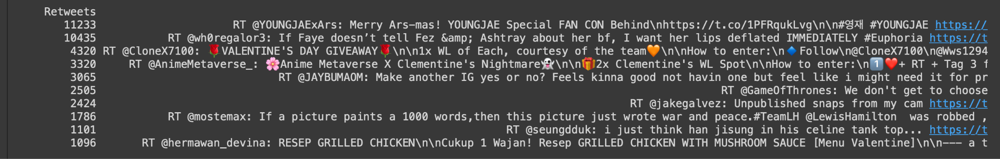 Retweets
11233 RT @YOUNGJAExArs: Merry Ars-mas! YOUNGJAE Special FAN CON Behind\nhttps://t.co/1PFRqukLvg\n\n#영재 #YOUNGJAE https://
10435 RT @wh0regalor3: If Faye doesn’t tell Fez &amp; Ashtray about her bf, I want her lips deflated IMMEDIATELY #Euphoria https://t
4320 RT @CloneX7100: 🌹VALENTINE'S DAY GIVEAWAY🌹\n\n1x WL of Each, courtesy of the team🧡\n\nHow to enter:\n🔹Follow\n@CloneX7100\n@Wws1294
3320 RT @AnimeMetaverse_: 🌸Anime Metaverse X Clementine's Nightmare👻\n\n🎁2x Clementine's WL Spot\n\nHow to enter:\n1️⃣❤️+ RT + Tag 3 f
3065 RT @JAYBUMAOM: Make another IG yes or no? Feels kinna good not havin one but feel like i might need it for pr
2505 RT @GameOfThrones: We don't get to choose
2424 RT @jakegalvez: Unpublished snaps from my cam https://t
1786 RT @mostemax: If a picture paints a 1000 words,then this picture just wrote war and peace.#TeamLH @LewisHamilton  was robbed ,
1101 RT @seungdduk: i just think han jisung in his celine tank top... https://t
1096 RT @hermawan_devina: RESEP GRILLED CHICKEN\n\nCukup 1 Wajan! Resep GRILLED CHICKEN WITH MUSHROOM SAUCE [Menu Valentine]\n\n--- a t